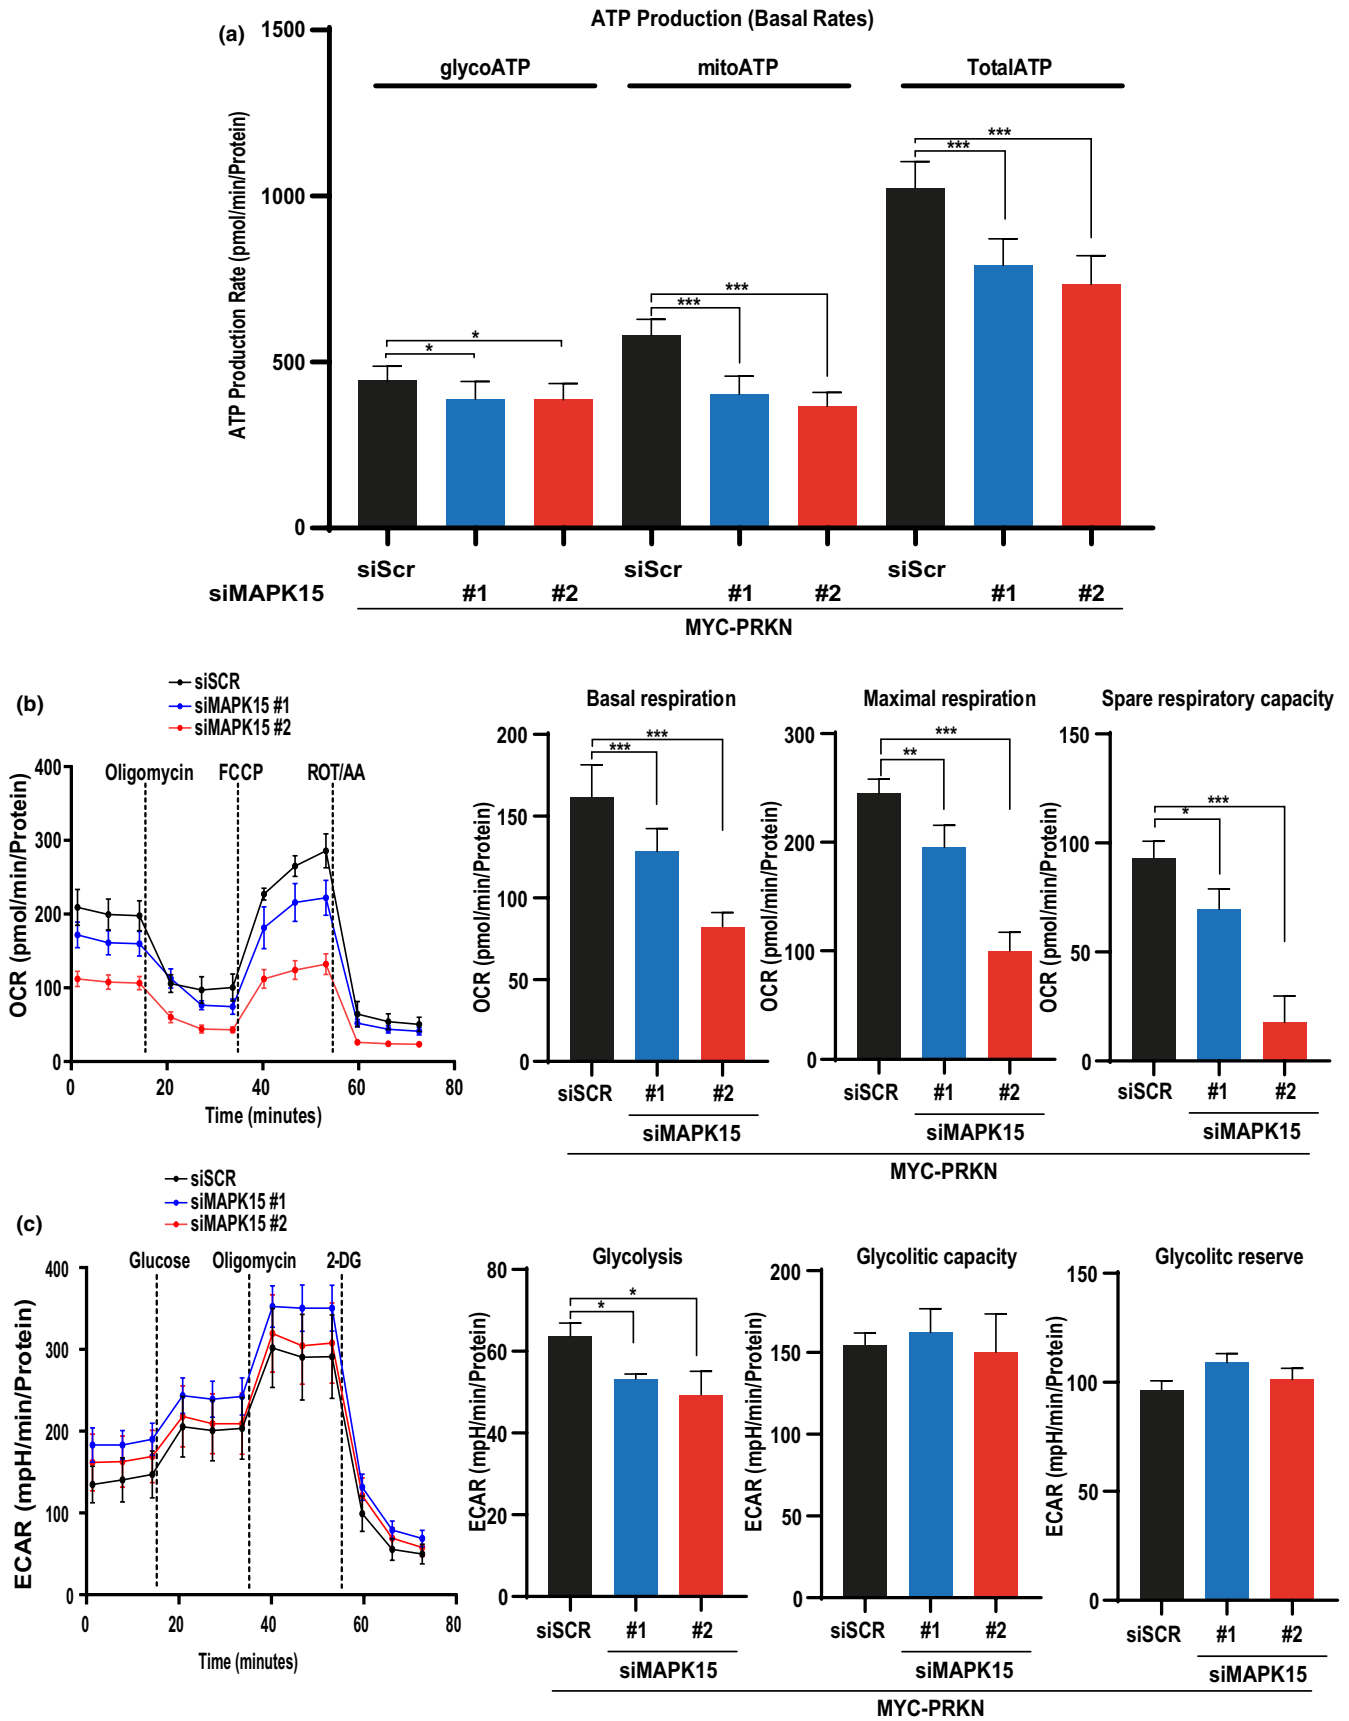 (a)
ATP Production (Basal Rates)
glycoATP mitoATP TotalATP
ATP Production Rate (pmol/min/Protein)
1500
1000
500
0
* * *** *** *** ***
siScr siScr siScr
siMAPK15 #1 #2 #1 #2 #1 #2
MYC-PRKN
(b)
siSCR
siMAPK15 #1
siMAPK15 #2
Oligomycin FCCP ROT/AA
OCR (pmol/min/Protein)
400
300
200
100
0
0 20 40 60 80
Time (minutes)
Basal respiration
OCR (pmol/min/Protein)
200
150
100
50
0
*** ***
siSCR #1 #2
siMAPK15
Maximal respiration
OCR (pmol/min/Protein)
300
200
100
0
** ***
siSCR #1 #2
siMAPK15
Spare respiratory capacity
OCR (pmol/min/Protein)
150
100
50
0
* ***
siSCR #1 #2
siMAPK15
MYC-PRKN
(c)
siSCR
siMAPK15 #1
siMAPK15 #2
Glucose Oligomycin 2-DG
ECAR (mpH/min/Protein)
400
300
200
100
0
0 20 40 60 80
Time (minutes)
Glycolysis
ECAR (mpH/min/Protein)
80
60
40
20
0
* *
siSCR #1 #2
siMAPK15
Glycolitic capacity
ECAR (mpH/min/Protein)
200
150
100
50
0
siSCR #1 #2
siMAPK15
Glycolitc reserve
ECAR (mpH/min/Protein)
150
100
50
0
siSCR #1 #2
siMAPK15
MYC-PRKN